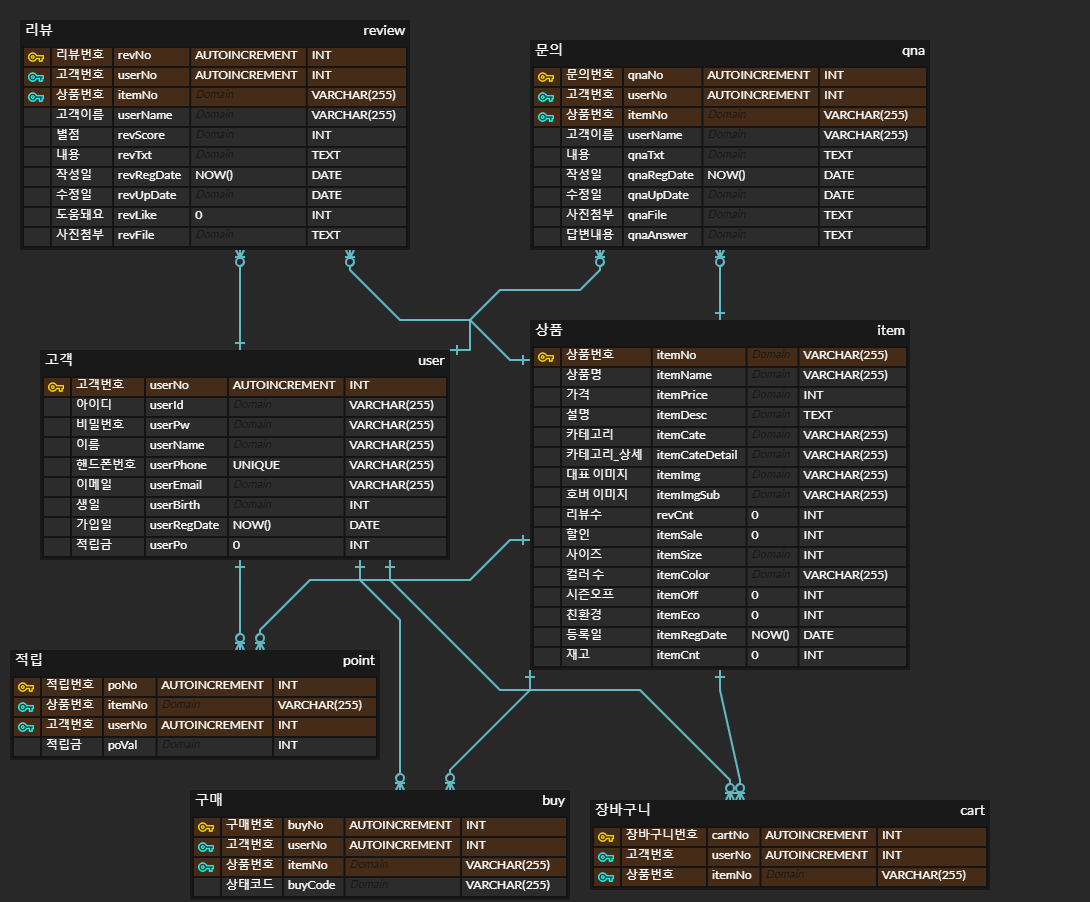 리뷰 review
리뷰번호 revNo AUTOINCREMENT INT
고객번호 userNo AUTOINCREMENT INT
상품번호 itemNo Domain VARCHAR(255)
고객이름 userName Domain VARCHAR(255)
별점 revScore Domain INT
내용 revTxt Domain TEXT
작성일 revRegDate NOW() DATE
수정일 revUpDate Domain DATE
도움돼요 revLike 0 INT
사진첨부 revFile Domain TEXT
문의 qna
문의번호 qnaNo AUTOINCREMENT INT
고객번호 userNo AUTOINCREMENT INT
상품번호 itemNo Domain VARCHAR(255)
고객이름 userName Domain VARCHAR(255)
내용 qnaTxt Domain TEXT
작성일 qnaRegDate NOW() DATE
수정일 qnaUpDate Domain DATE
사진첨부 qnaFile Domain TEXT
답변내용 qnaAnswer Domain TEXT
고객 user
고객번호 userNo AUTOINCREMENT INT
아이디 userId Domain VARCHAR(255)
비밀번호 userPw Domain VARCHAR(255)
이름 userName Domain VARCHAR(255)
핸드폰번호 userPhone UNIQUE VARCHAR(255)
이메일 userEmail Domain VARCHAR(255)
생일 userBirth Domain INT
가입일 userRegDate NOW() DATE
적립금 userPo 0 INT
상품 item
상품번호 itemNo Domain VARCHAR(255)
상품명 itemName Domain VARCHAR(255)
가격 itemPrice Domain INT
설명 itemDesc Domain TEXT
카테고리 itemCate Domain VARCHAR(255)
카테고리_상세 itemCateDetail Domain VARCHAR(255)
대표 이미지 itemImg Domain VARCHAR(255)
호버 이미지 itemImgSub Domain VARCHAR(255)
리뷰수 revCnt 0 INT
할인 itemSale 0 INT
사이즈 itemSize Domain INT
컬러 수 itemColor Domain VARCHAR(255)
시즌오프 itemOff 0 INT
친환경 itemEco 0 INT
등록일 itemRegDate NOW() DATE
재고 itemCnt 0 INT
적립 point
적립번호 poNo AUTOINCREMENT INT
상품번호 itemNo Domain VARCHAR(255)
고객번호 userNo AUTOINCREMENT INT
적립금 poVal Domain INT
구매 buy
구매번호 buyNo AUTOINCREMENT INT
고객번호 userNo AUTOINCREMENT INT
상품번호 itemNo Domain VARCHAR(255)
상태코드 buyCode Domain VARCHAR(255)
장바구니 cart
장바구니번호 cartNo AUTOINCREMENT INT
고객번호 userNo AUTOINCREMENT INT
상품번호 itemNo Domain VARCHAR(255)